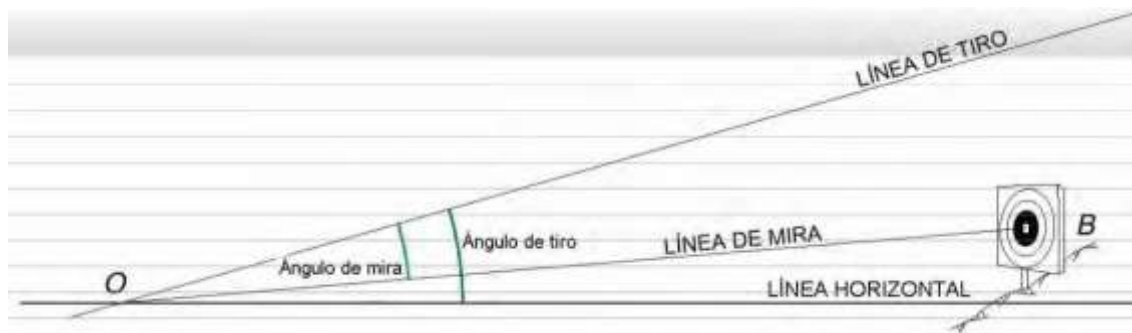 LÍNEA DE TIRO
Ángulo de tiro
LÍNEA DE MIRA
B
Ángulo de mira
O
LÍNEA HORIZONTAL